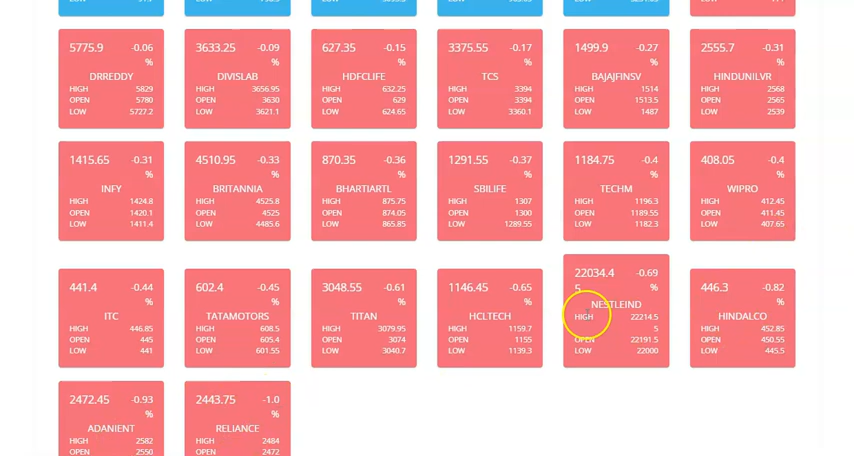 LOW
LOW
LOW
LOW
LOW
LOW
5775.9 -0.06 %
DRREDDY
HIGH 5829
OPEN 5780
LOW 5727.2
3633.25 -0.09 %
DIVISLAB
HIGH 3656.95
OPEN 3630
LOW 3621.1
627.35 -0.15 %
HDFCLIFE
HIGH 632.25
OPEN 629
LOW 624.65
3375.55 -0.17 %
TCS
HIGH 3394
OPEN 3394
LOW 3360.1
1499.9 -0.27 %
BAJAJFINSV
HIGH 1514
OPEN 1513.5
LOW 1487
2555.7 -0.31 %
HINDUNILVR
HIGH 2568
OPEN 2565
LOW 2539
1415.65 -0.31 %
INFY
HIGH 1424.8
OPEN 1420.1
LOW 1411.4
4510.95 -0.33 %
BRITANNIA
HIGH 4525.8
OPEN 4525
LOW 4485.6
870.35 -0.36 %
BHARTIARTL
HIGH 875.75
OPEN 874.05
LOW 865.85
1291.55 -0.37 %
SBILIFE
HIGH 1307
OPEN 1300
LOW 1289.55
1184.75 -0.4 %
TECHM
HIGH 1196.3
OPEN 1189.55
LOW 1182.3
408.05 -0.4 %
WIPRO
HIGH 412.45
OPEN 411.45
LOW 407.65
441.4 -0.44 %
ITC
HIGH 446.85
OPEN 445
LOW 441
602.4 -0.45 %
TATAMOTORS
HIGH 608.5
OPEN 605.4
LOW 601.55
3048.55 -0.61 %
TITAN
HIGH 3079.95
OPEN 3074
LOW 3040.7
1146.45 -0.65 %
HCLTECH
HIGH 1159.7
OPEN 1155
LOW 1139.3
22034.4 -0.69
5 %
NESTLEIND
HIGH 22214.5
5
OPEN 22191.5
LOW 22000
446.3 -0.82 %
HINDALCO
HIGH 452.85
OPEN 450.55
LOW 445.5
2472.45 -0.93 %
ADANIENT
HIGH 2582
OPEN 2550
2443.75 -1.0 %
RELIANCE
HIGH 2484
OPEN 2472